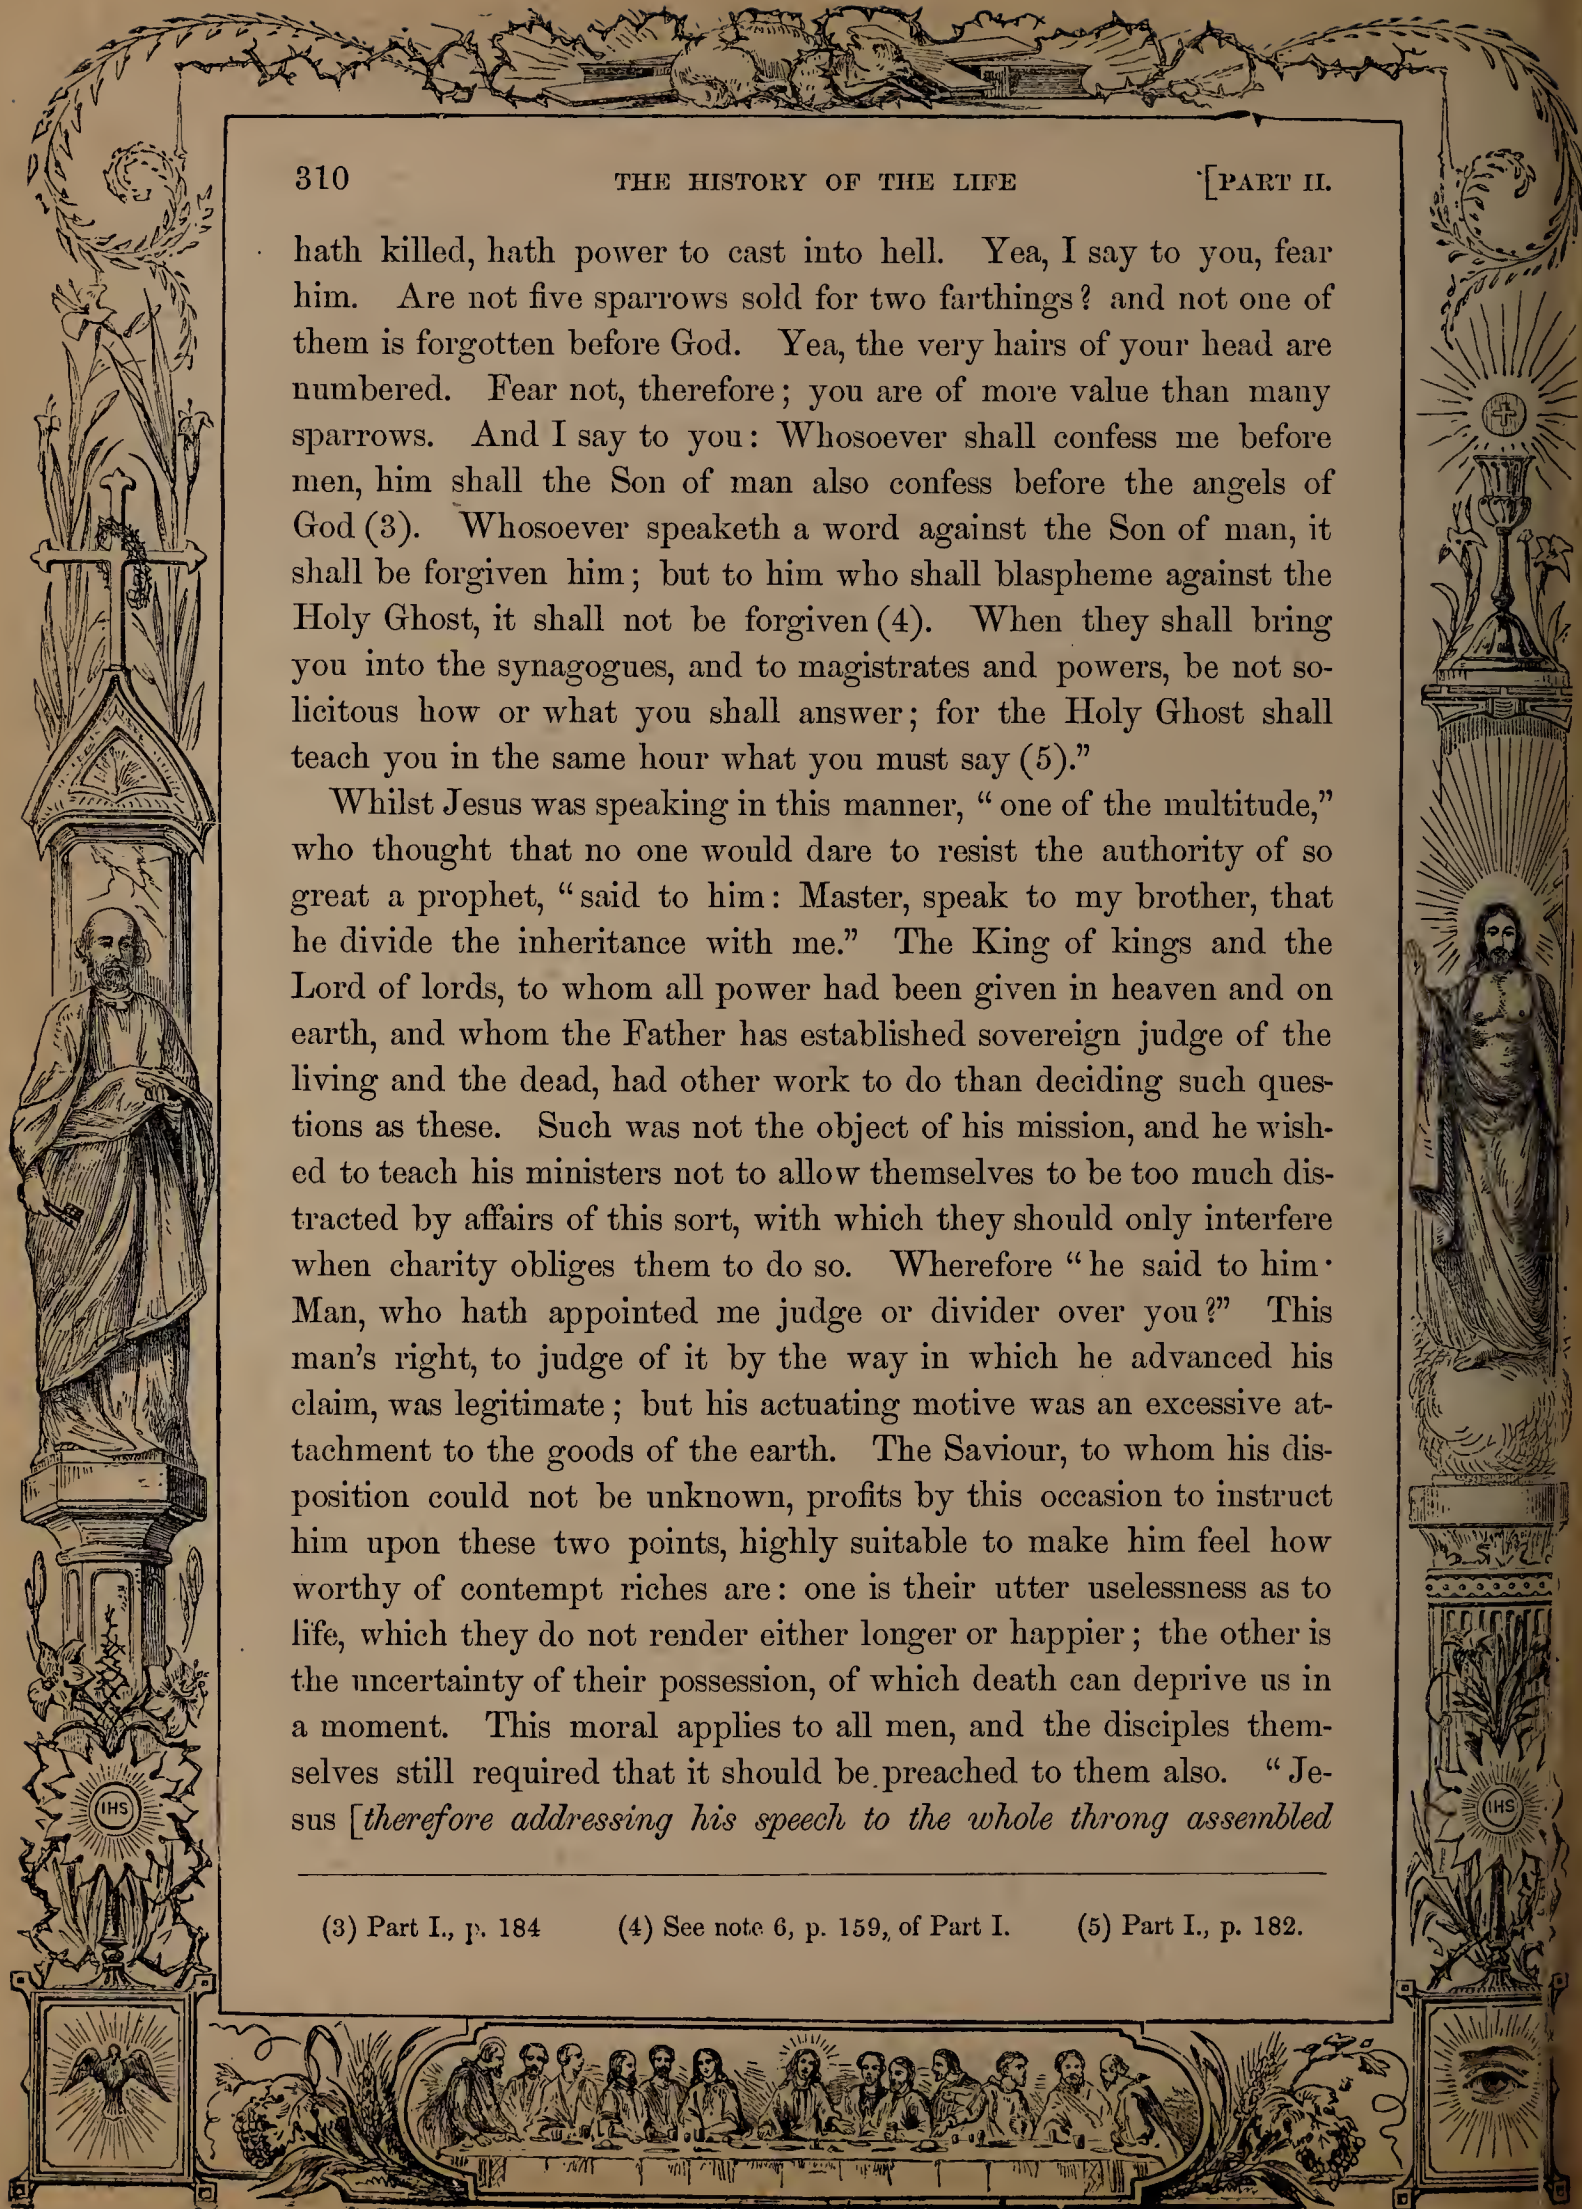 310 THE HISTORY OF THE LIFE [PART II.
hath killed, hath power to cast into hell. Yea, I say to you, fear
him. Are not five sparrows sold for two farthings? and not one of
them is forgotten before God. Yea, the very hairs of your head are
numbered. Fear not, therefore; you are of more value than many
sparrows. And I say to you: Whosoever shall confess me before
men, him shall the Son of man also confess before the angels of
God (3). Whosoever speaketh a word against the Son of man, it
shall be forgiven him; but to him who shall blaspheme against the
Holy Ghost, it shall not be forgiven (4). When they shall bring
you into the synagogues, and to magistrates and powers, be not so-
licitous how or what you shall answer; for the Holy Ghost shall
teach you in the same hour what you must say (5)."
Whilst Jesus was speaking in this manner, "one of the multitude,"
who thought that no one would dare to resist the authority of so
great a prophet, "said to him: Master, speak to my brother, that
he divide the inheritance with me." The King of kings and the
Lord of lords, to whom all power had been given in heaven and on
earth, and whom the Father has established sovereign judge of the
living and the dead, had other work to do than deciding such ques-
tions as these. Such was not the object of his mission, and he wish-
ed to teach his ministers not to allow themselves to be too much dis-
tracted by affairs of this sort, with which they should only interfere
when charity obliges them to do so. Wherefore "he said to him·
Man, who hath appointed me judge or divider over you?" This
man's right, to judge of it by the way in which he advanced his
claim, was legitimate; but his actuating motive was an excessive at-
tachment to the goods of the earth. The Saviour, to whom his dis-
position could not be unknown, profits by this occasion to instruct
him upon these two points, highly suitable to make him feel how
worthy of contempt riches are: one is their utter uselessness as to
life, which they do not render either longer or happier; the other is
the uncertainty of their possession, of which death can deprive us in
a moment. This moral applies to all men, and the disciples them-
selves still required that it should be preached to them also. "Je-
sus [therefore addressing his speech to the whole throng assembled
IHS
IHS
(3) Part I., p. 184 (4) See note 6, p. 159, of Part I. (5) Part I., p. 182.